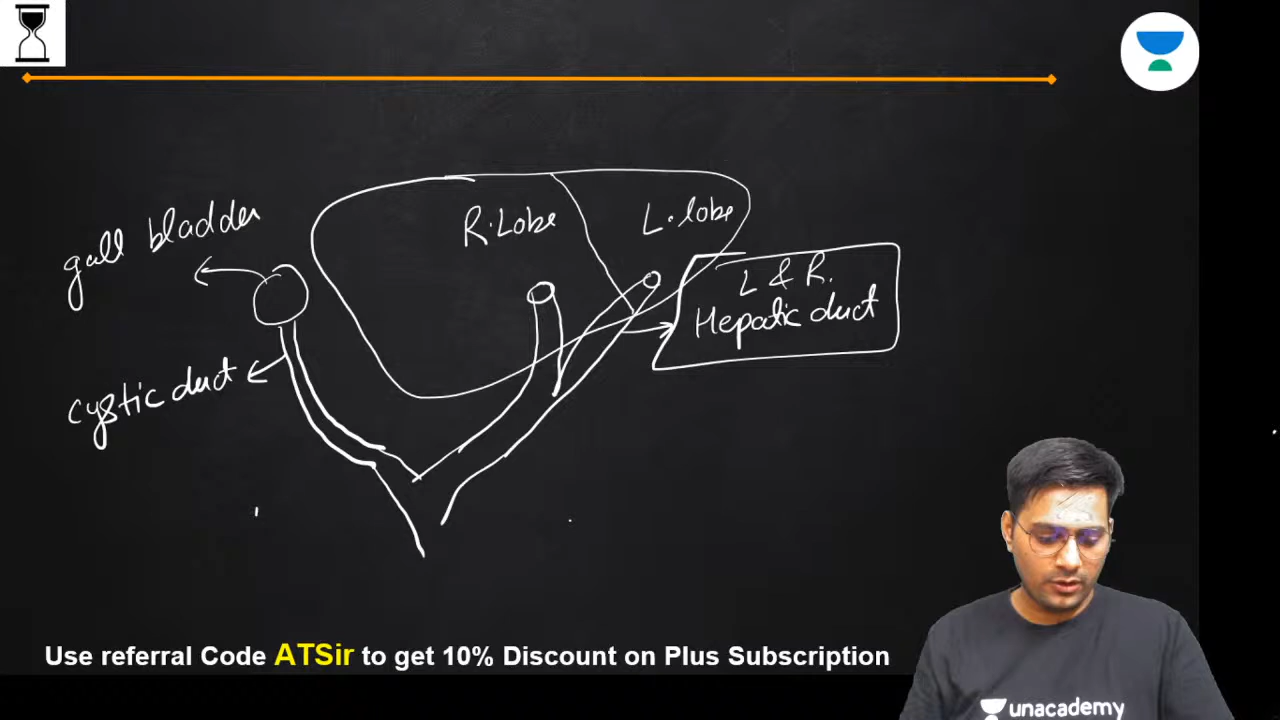 gall bladder
R.Lobe
L.lobe
L & R.
Hepatic duct
cystic duct
Use referral Code ATSir to get 10% Discount on Plus Subscription
unacademy